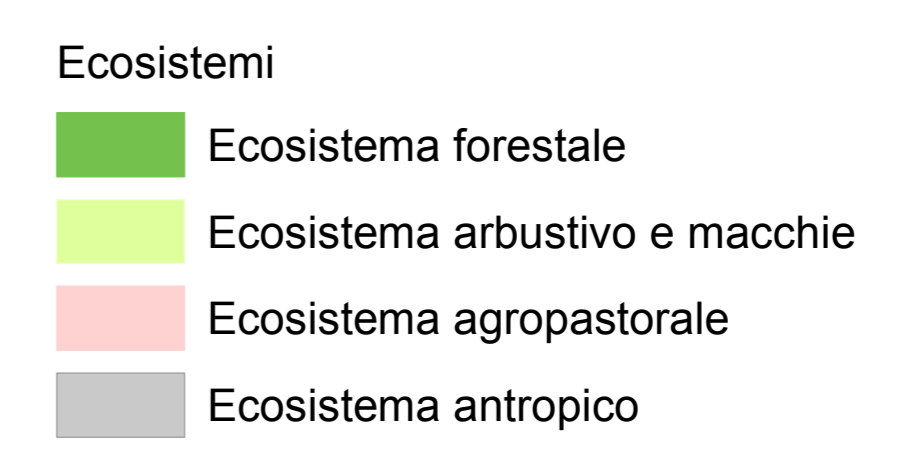 Ecosistemi
Ecosistema forestale
Ecosistema arbustivo e macchie
Ecosistema agropastorale
Ecosistema antropico